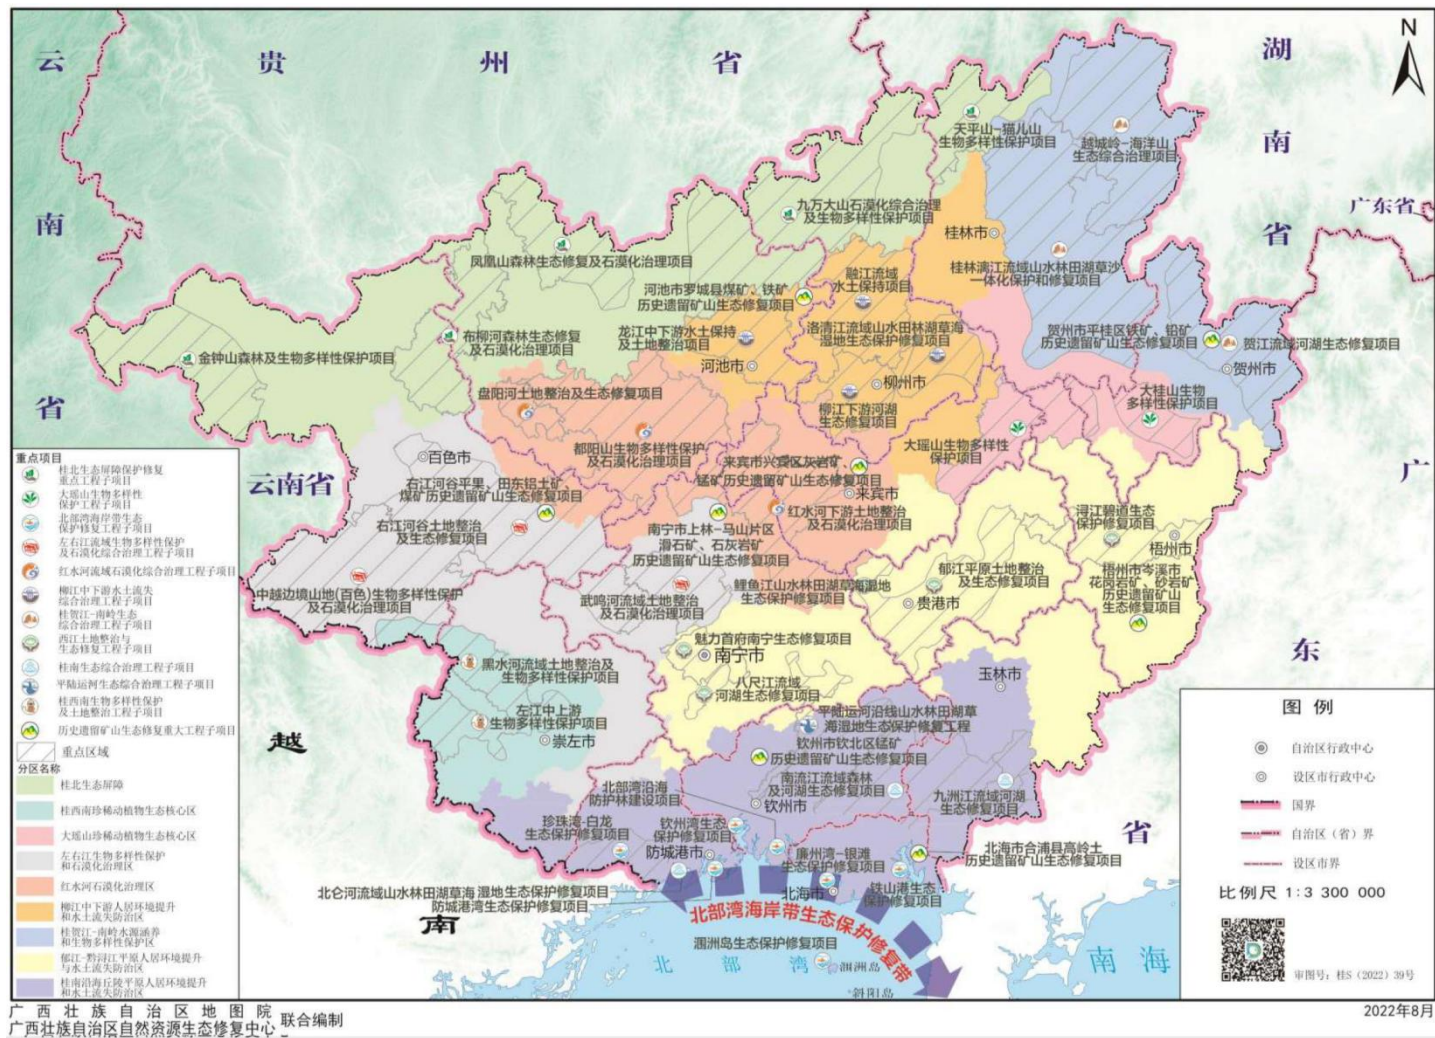 云
贵
州
省
湖
南
省
N
广东省
云
南
省
云南省
广
东
省
越
南
天平山-猫儿山
生物多样性保护项目
越城岭-海洋山
生态综合治理项目
九万大山石漠化综合治理
及生物多样性保护项目
桂林市
凤凰山森林生态修复及石漠化治理项目
桂林漓江流域山水林田湖草沙
一体化保护和修复项目
融江流域
水土保持项目
河池市罗城县煤矿、铁矿
历史遗留矿山生态修复项目
龙江中下游水土保持
及土地整治项目
洛清江流域山水田林湖草海
湿地生态保护修复项目
贺州市平桂区铁矿、铅矿
历史遗留矿山生态修复项目
贺江流域河湖生态修复项目
贺州市
布柳河森林生态修复
及石漠化治理项目
金钟山森林及生物多样性保护项目
河池市
柳州市
盘阳河土地整治及生态修复项目
柳江下游河湖
生态修复项目
大桂山生物
多样性保护项目
大瑶山生物多样性
保护项目
都阳山生物多样性保护
及石漠化治理项目
百色市
来宾市兴宾区灰岩矿、
锰矿历史遗留矿山生态修复项目
来宾市
右江河谷平果、田东铝土矿、
煤矿历史遗留矿山生态修复项目
右江河谷土地整治
及生态修复项目
南宁市上林-马山片区
滑石矿、石灰岩矿
历史遗留矿山生态修复项目
红水河下游土地整治
及石漠化治理项目
浔江碧道生态
保护修复项目
梧州市
梧州市岑溪市
花岗岩矿、砂岩矿
历史遗留矿山
生态修复项目
郁江平原土地整治
及生态修复项目
贵港市
鲤鱼江山水林田湖草海湿地
生态保护修复项目
中越边境山地(百色)生物多样性保护
及石漠化治理项目
武鸣河流域土地整治
及石漠化治理项目
魅力首府南宁生态修复项目
南宁市
八尺江流域
河湖生态修复项目
玉林市
黑水河流域土地整治及
生物多样性保护项目
左江中上游
生物多样性保护项目
崇左市
平陆运河沿线山水林田湖草
海湿地生态保护修复工程
钦州市钦北区锰矿
历史遗留矿山生态修复项目
南流江流域森林
及河湖生态修复项目
钦州市
九洲江流域河湖
生态修复项目
北部湾沿海
防护林建设项目
珍珠湾-白龙
生态保护修复项目
钦州湾生态
保护修复项目
防城港市
廉州湾-银滩
生态保护修复项目
北海市
北海市合浦县高岭土
历史遗留矿山生态修复项目
铁山港生态
保护修复项目
北仑河流域山水林田湖草海 湿地生态保护修复项目
防城港湾生态保护修复项目
北部湾海岸带生态保护修复带
涠洲岛生态保护修复项目
北 部 湾
涠洲岛
斜阳岛
南 海
重点项目
桂北生态屏障保护修复
重点工程子项目
大瑶山生物多样性
保护工程子项目
北部湾海岸带生态
保护修复工程子项目
左右江流域生物多样性保护
及石漠化综合治理工程子项目
红水河流域石漠化综合治理工程子项目
柳江中下游水土流失
综合治理工程子项目
桂贺江-南岭生态
综合治理工程子项目
西江土地整治与
生态修复工程子项目
桂南生态综合治理工程子项目
平陆运河生态综合治理工程子项目
桂西南生物多样性保护
及土地整治工程子项目
历史遗留矿山生态修复重大工程子项目
重点区域
分区名称
桂北生态屏障
桂西南珍稀动植物生态核心区
大瑶山珍稀动植物生态核心区
左右江生物多样性保护
和石漠化治理区
红水河石漠化治理区
柳江中下游人居环境提升
和水土流失防治区
桂贺江-南岭水源涵养
和生物多样性保护区
郁江-黔浔江平原人居环境提升
与水土流失防治区
桂南沿海丘陵平原人居环境提升
和水土流失防治区
图 例
自治区行政中心
设区市行政中心
国界
自治区（省）界
设区市界
比例尺 1:3 300 000
审图号：桂S（2022）39号
广西壮族自治区地图院
广西壮族自治区自然资源生态修复中心
联合编制
2022年8月